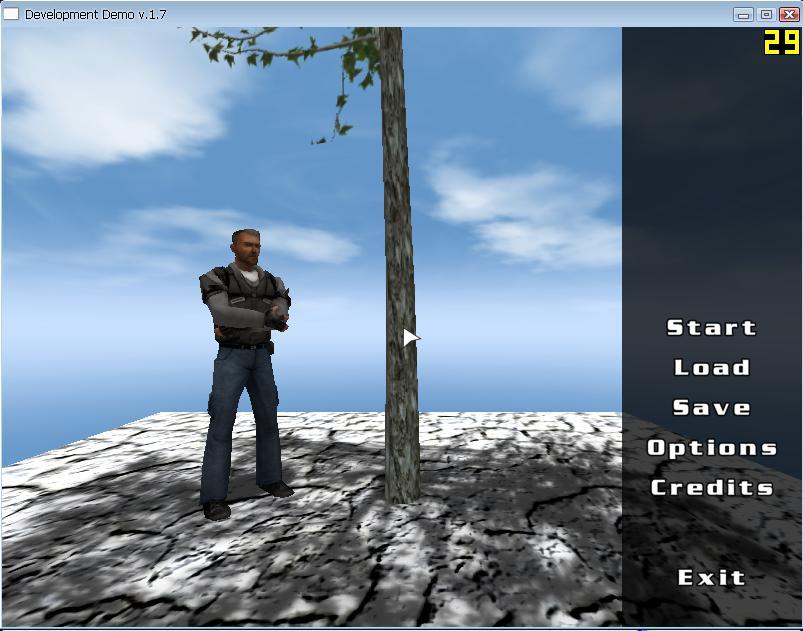 Development Demo v.1.7
29
Start
Load
Save
Options
Credits
Exit